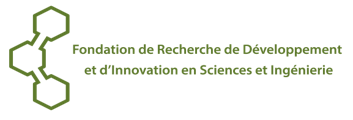 Fondation de Recherche de Développement
et d'Innovation en Sciences et Ingénierie